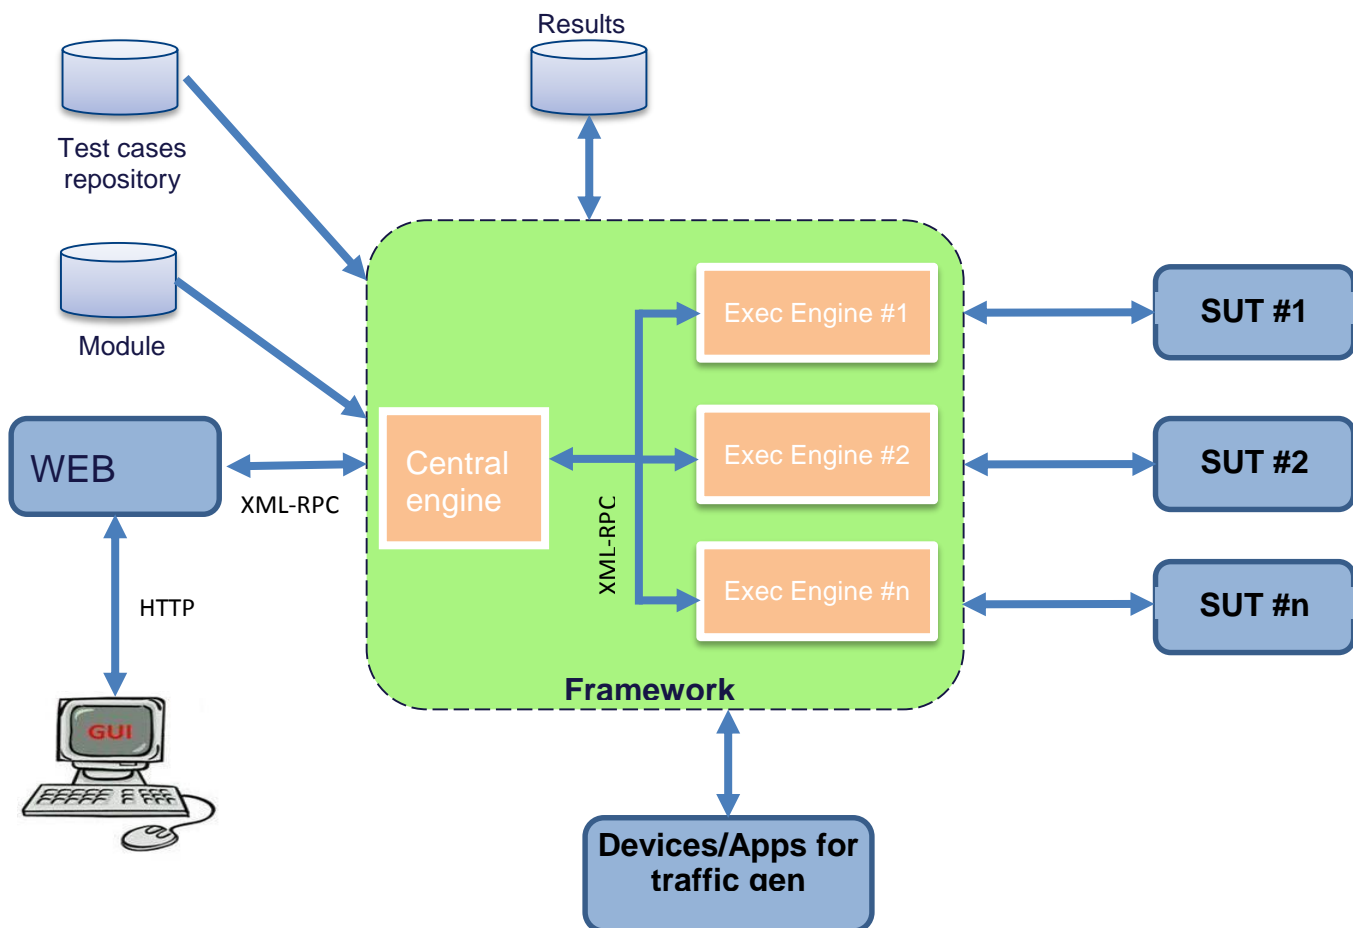 Results
Test cases
repository
Module
WEB
XML-RPC
HTTP
GUI
Central
engine
XML-RPC
Exec Engine #1
Exec Engine #2
Exec Engine #n
Framework
SUT #1
SUT #2
SUT #n
Devices/Apps for
traffic gen